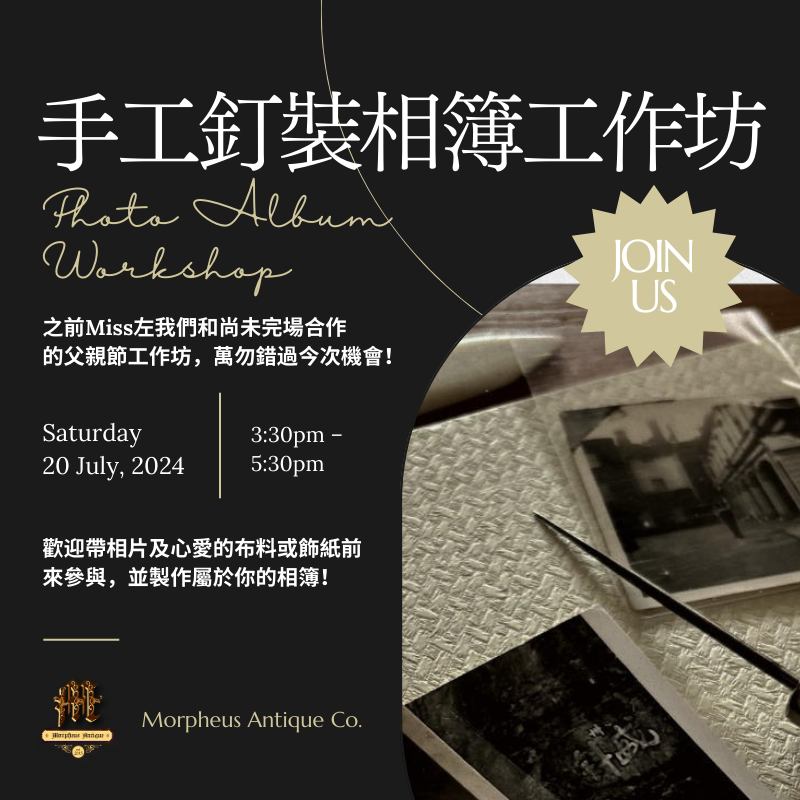 手工釘裝相簿工作坊
Photo Album
Workshop
JOIN
US
之前Miss左我們和尚未完場合作
的父親節工作坊，萬勿錯過今次機會！
Saturday
20 July, 2024
3:30pm –
5:30pm
歡迎帶相片及心愛的布料或飾紙前
來參與，並製作屬於你的相簿！
Morpheus Antique
Morpheus Antique Co.